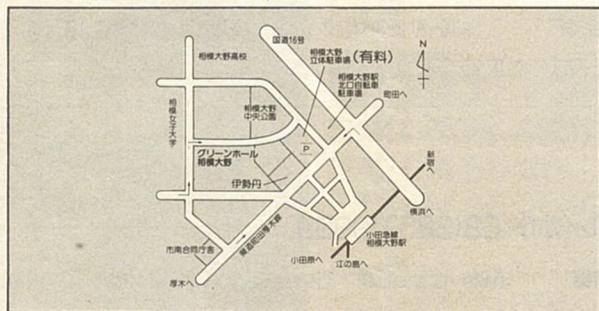 国道16号
N
相模大野高校
相模大野
立体駐車場(有料)
相模大野駅
北口自転車
駐車場
町田へ
相模大野
中央公園
相模女子大学
P
グリーンホール
相模大野
新宿へ
伊勢丹
横浜へ
県道町田厚木線
小田急線
相模大野駅
市南合同庁舎
小田原へ
江の島へ
厚木へ